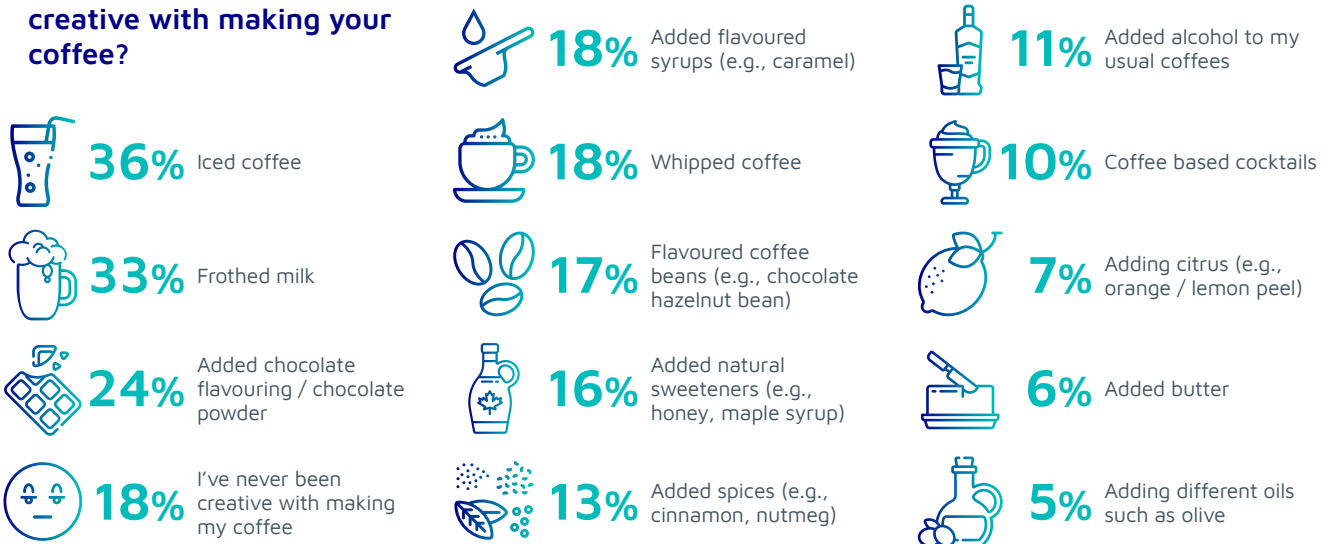 creative with making your
coffee?
36% Iced coffee
33% Frothed milk
24% Added chocolate
flavouring / chocolate
powder
18% I’ve never been
creative with making
my coffee
18% Added flavoured
syrups (e.g., caramel)
18% Whipped coffee
17% Flavoured coffee
beans (e.g., chocolate
hazelnut bean)
16% Added natural
sweeteners (e.g.,
honey, maple syrup)
13% Added spices (e.g.,
cinnamon, nutmeg)
11% Added alcohol to my
usual coffees
10% Coffee based cocktails
7% Adding citrus (e.g.,
orange / lemon peel)
6% Added butter
5% Adding different oils
such as olive